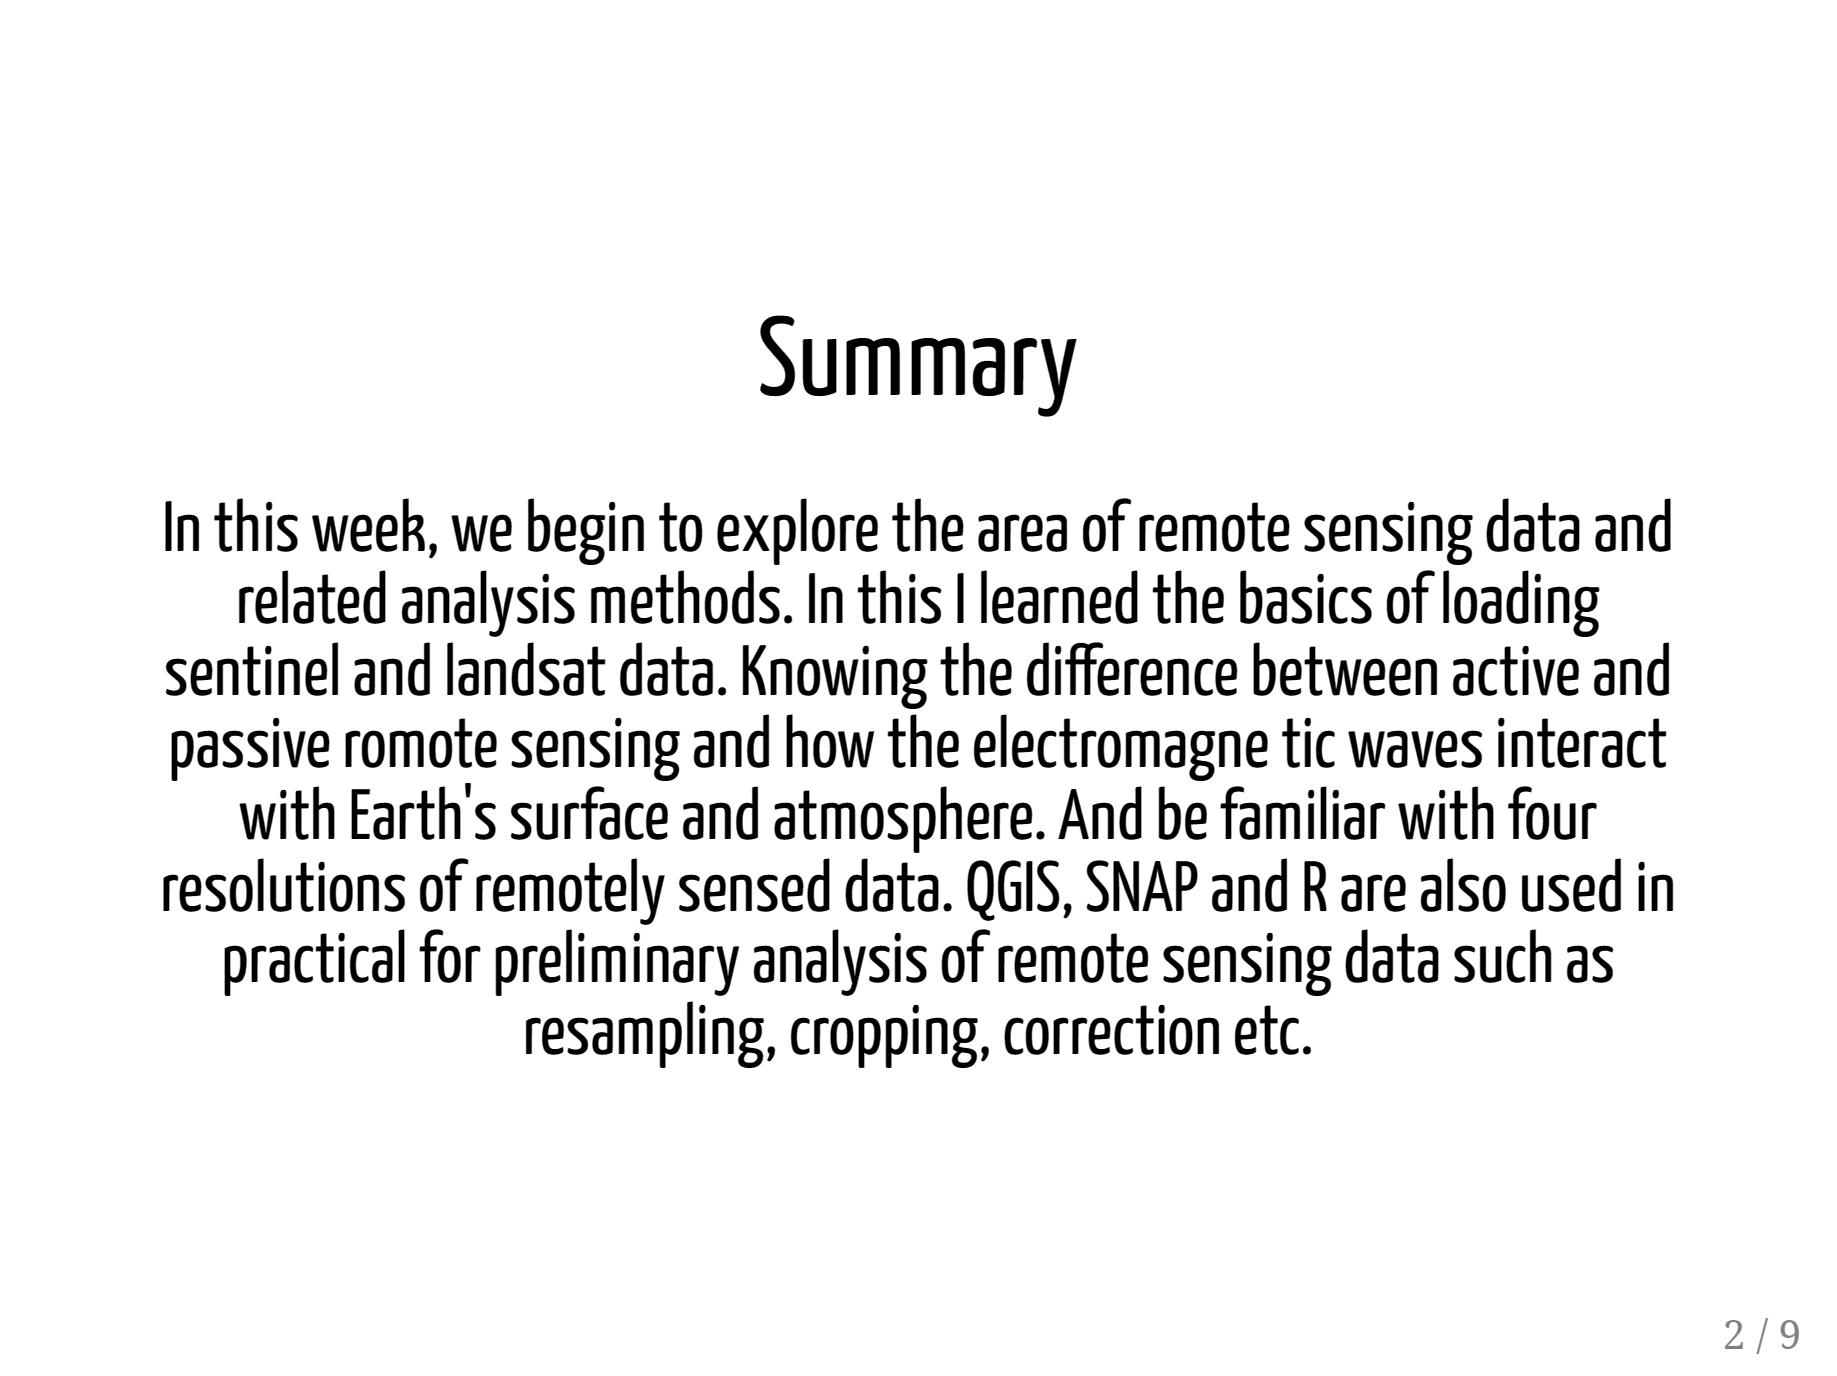 Summary
In this week, we begin to explore the area of remote sensing data and
related analysis methods. In this I learned the basics of loading
sentinel and landsat data. Knowing the difference between active and
passive romote sensing and how the electromagne tic waves interact
with Earth's surface and atmosphere. And be familiar with four
resolutions of remotely sensed data. QGIS, SNAP and R are also used in
practical for preliminary analysis of remote sensing data such as
resampling, cropping, correction etc.
2 / 9